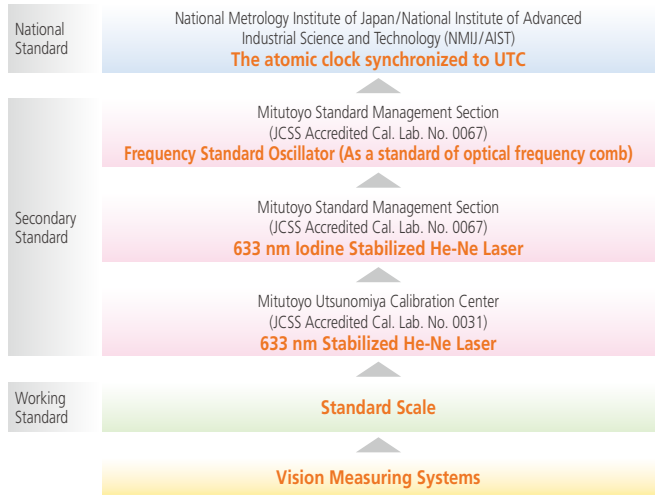 National
Standard
National Metrology Institute of Japan/National Institute of Advanced
Industrial Science and Technology (NMIJ/AIST)
The atomic clock synchronized to UTC
Secondary
Standard
Mitutoyo Standard Management Section
(JCSS Accredited Cal. Lab. No. 0067)
Frequency Standard Oscillator (As a standard of optical frequency comb)
Mitutoyo Standard Management Section
(JCSS Accredited Cal. Lab. No. 0067)
633 nm Iodine Stabilized He-Ne Laser
Mitutoyo Utsunomiya Calibration Center
(JCSS Accredited Cal. Lab. No. 0031)
633 nm Stabilized He-Ne Laser
Working
Standard
Standard Scale
Vision Measuring Systems